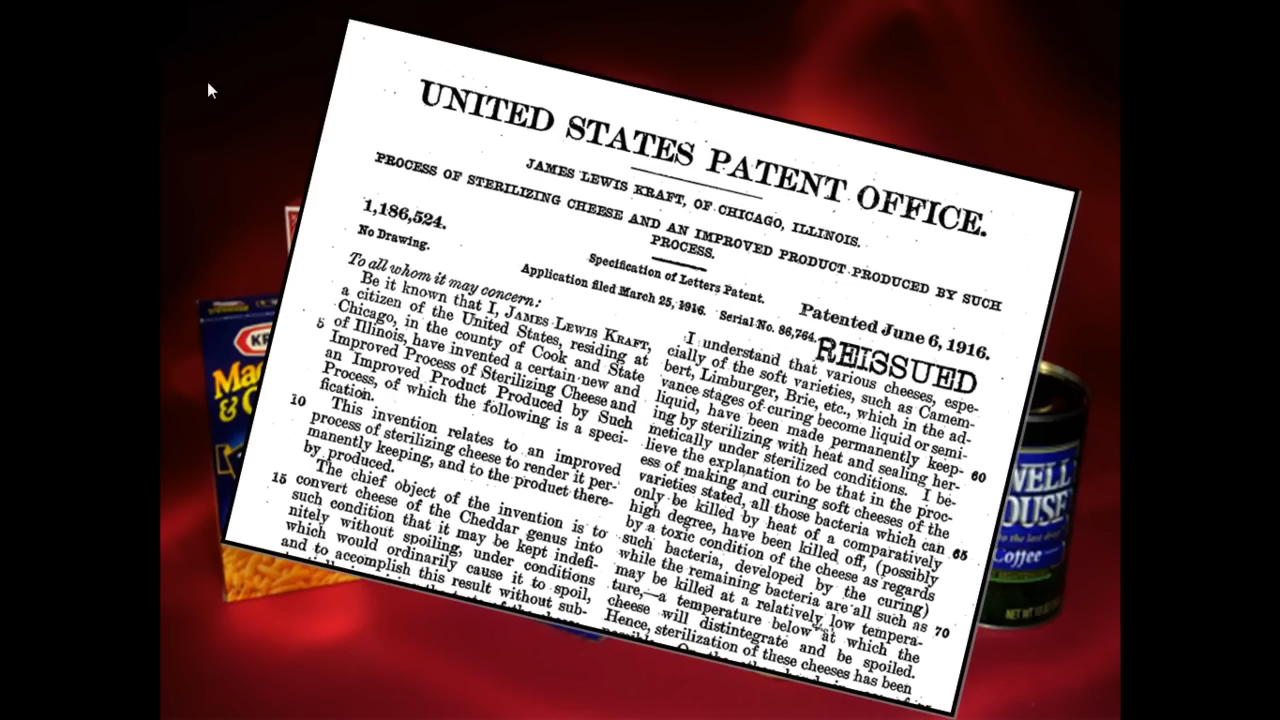 UNITED STATES PATENT OFFICE.
JAMES LEWIS KRAFT, OF CHICAGO, ILLINOIS.
PROCESS OF STERILIZING CHEESE AND AN IMPROVED PRODUCT PRODUCED BY SUCH
PROCESS.
1,186,524.
Specification of Letters Patent.
Patented June 6, 1916.
No Drawing.
Application filed March 25, 1916. Serial No. 86,764.
REISSUED
To all whom it may concern:
Be it known that I, JAMES LEWIS KRAFT,
a citizen of the United States, residing at
Chicago, in the county of Cook and State
5 of Illinois, have invented a certain new and
Improved Process of Sterilizing Cheese and
an Improved Product Produced by Such
Process, of which the following is a speci-
fication.
10 This invention relates to an improved
process of sterilizing cheese to render it per-
manently keeping, and to the product there-
by produced.
The chief object of the invention is to
15 convert cheese of the Cheddar genus into
such condition that it may be kept indefi-
nitely without spoiling, under conditions
which would ordinarily cause it to spoil,
and to accomplish this result without sub-
I understand that various cheeses, espe-
cially of the soft varieties, such as Camem-
bert, Limburger, Brie, etc., which in the ad-
vance stages of curing become liquid or semi-
liquid, have been made permanently keep-
ing by sterilizing with heat and sealing her- 60
metically under sterilized conditions. I be-
lieve the explanation to be that in the proc-
ess of making and curing soft cheeses of the
varieties stated, all those bacteria which can
only be killed by heat of a comparatively 65
high degree, have been killed off, (possibly
by a toxic condition of the cheese as regards
such bacteria, developed by the curing)
while the remaining bacteria are all such as
may be killed at a relatively low tempera- 70
ture,—a temperature below at which the
cheese will distintegrate and be spoiled.
Hence, sterilization of these cheeses has been
KR
Mac
& C
WELL
OUSE
to the last drop
Coffee
NET WT